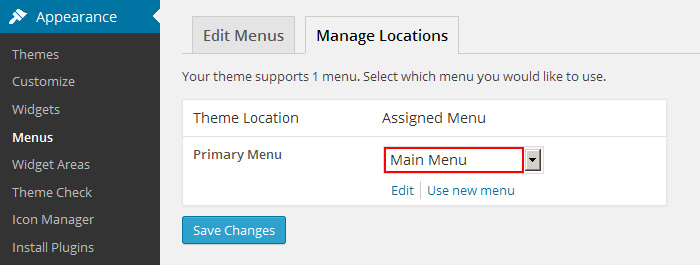 Appearance
Themes
Customize
Widgets
Menus
Widget Areas
Theme Check
Icon Manager
Install Plugins
Edit Menus
Manage Locations
Your theme supports 1 menu. Select which menu you would like to use.
Theme Location Assigned Menu
Primary Menu Main Menu
Edit Use new menu
Save Changes